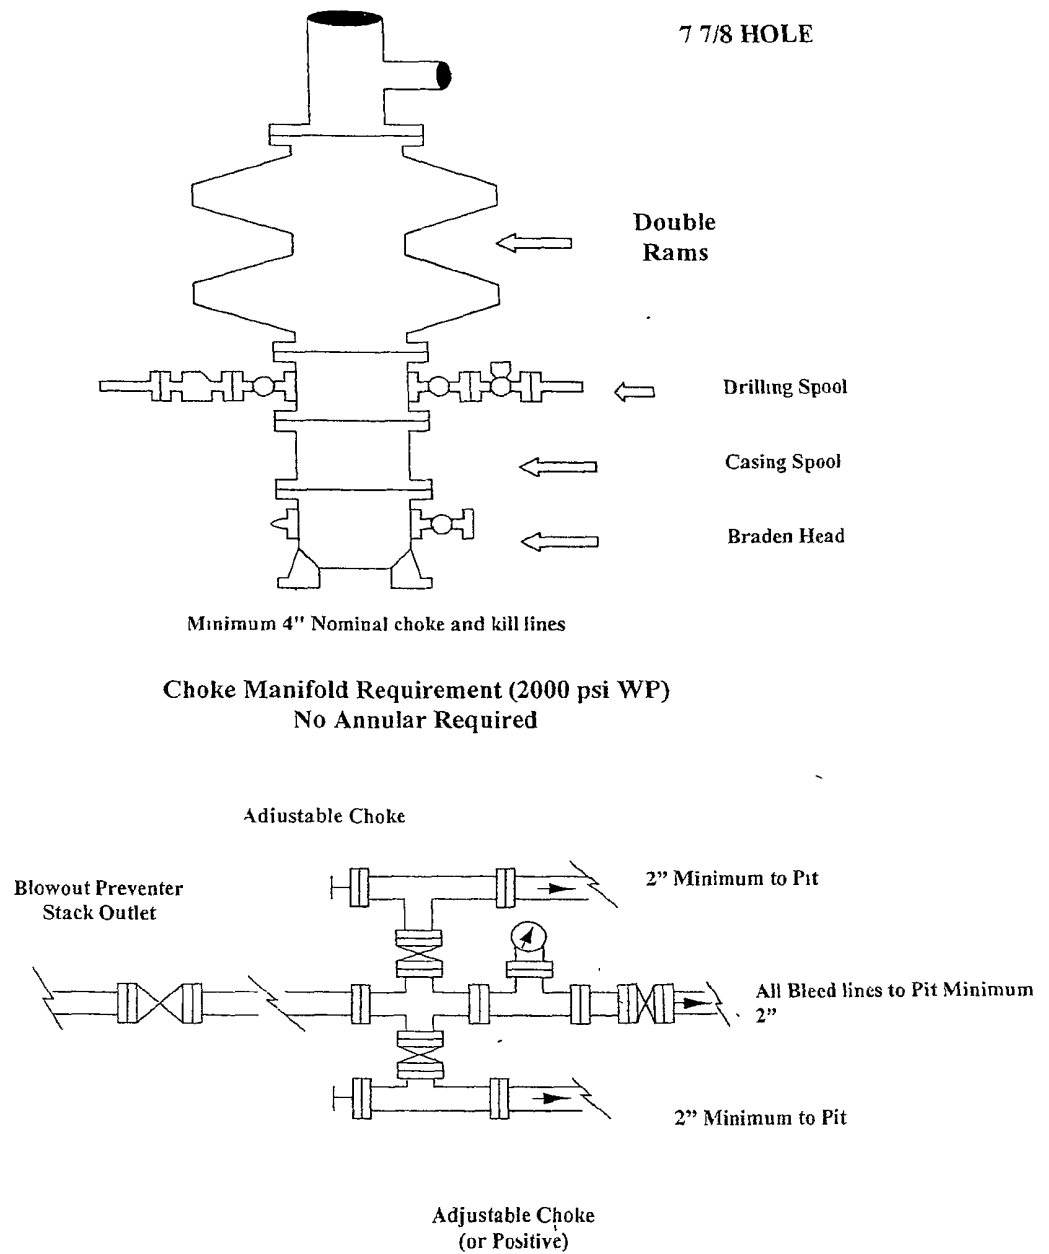 7 7/8 HOLE
Double
Rams
Drilling Spool
Casing Spool
Braden Head
Minimum 4" Nominal choke and kill lines
Choke Manifold Requirement (2000 psi WP)
No Annular Required
Adjustable Choke
Blowout Preventer
Stack Outlet
2" Minimum to Pit
All Bleed lines to Pit Minimum
2"
2" Minimum to Pit
Adjustable Choke
(or Positive)